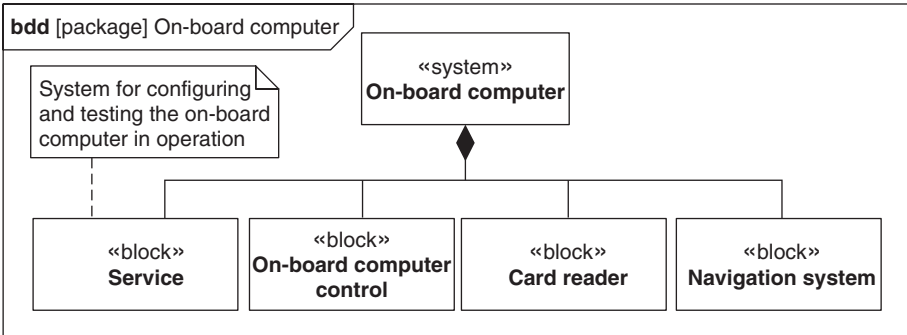 bdd [package] On-board computer
«system»
On-board computer
System for configuring
and testing the on-board
computer in operation
«block»
Service
«block»
On-board computer
control
«block»
Card reader
«block»
Navigation system